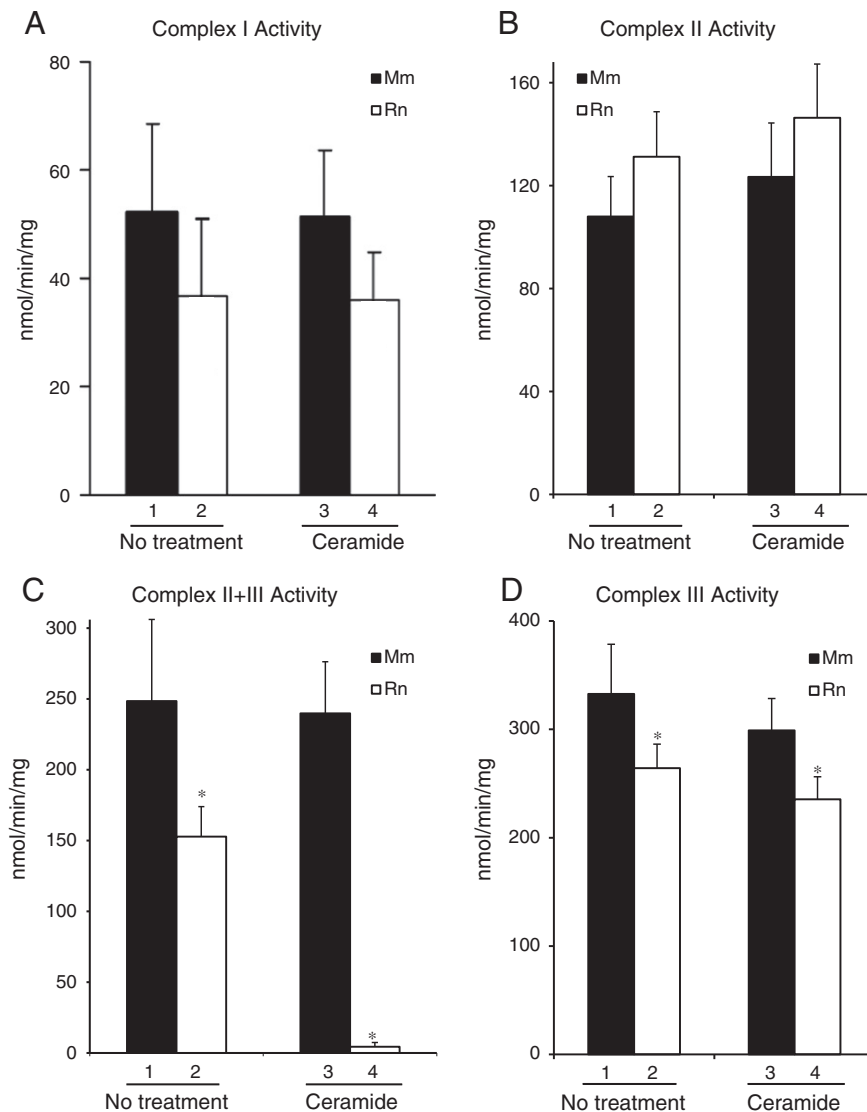 A
Complex I Activity
80
60
40
20
0
nmol/min/mg
Mm
Rn
1 2 3 4
No treatment Ceramide
B
Complex II Activity
160
120
80
40
0
nmol/min/mg
Mm
Rn
1 2 3 4
No treatment Ceramide
C
Complex II+III Activity
300
250
200
150
100
50
0
nmol/min/mg
Mm
Rn
*
*
1 2 3 4
No treatment Ceramide
D
Complex III Activity
400
300
200
100
0
nmol/min/mg
Mm
Rn
*
*
1 2 3 4
No treatment Ceramide